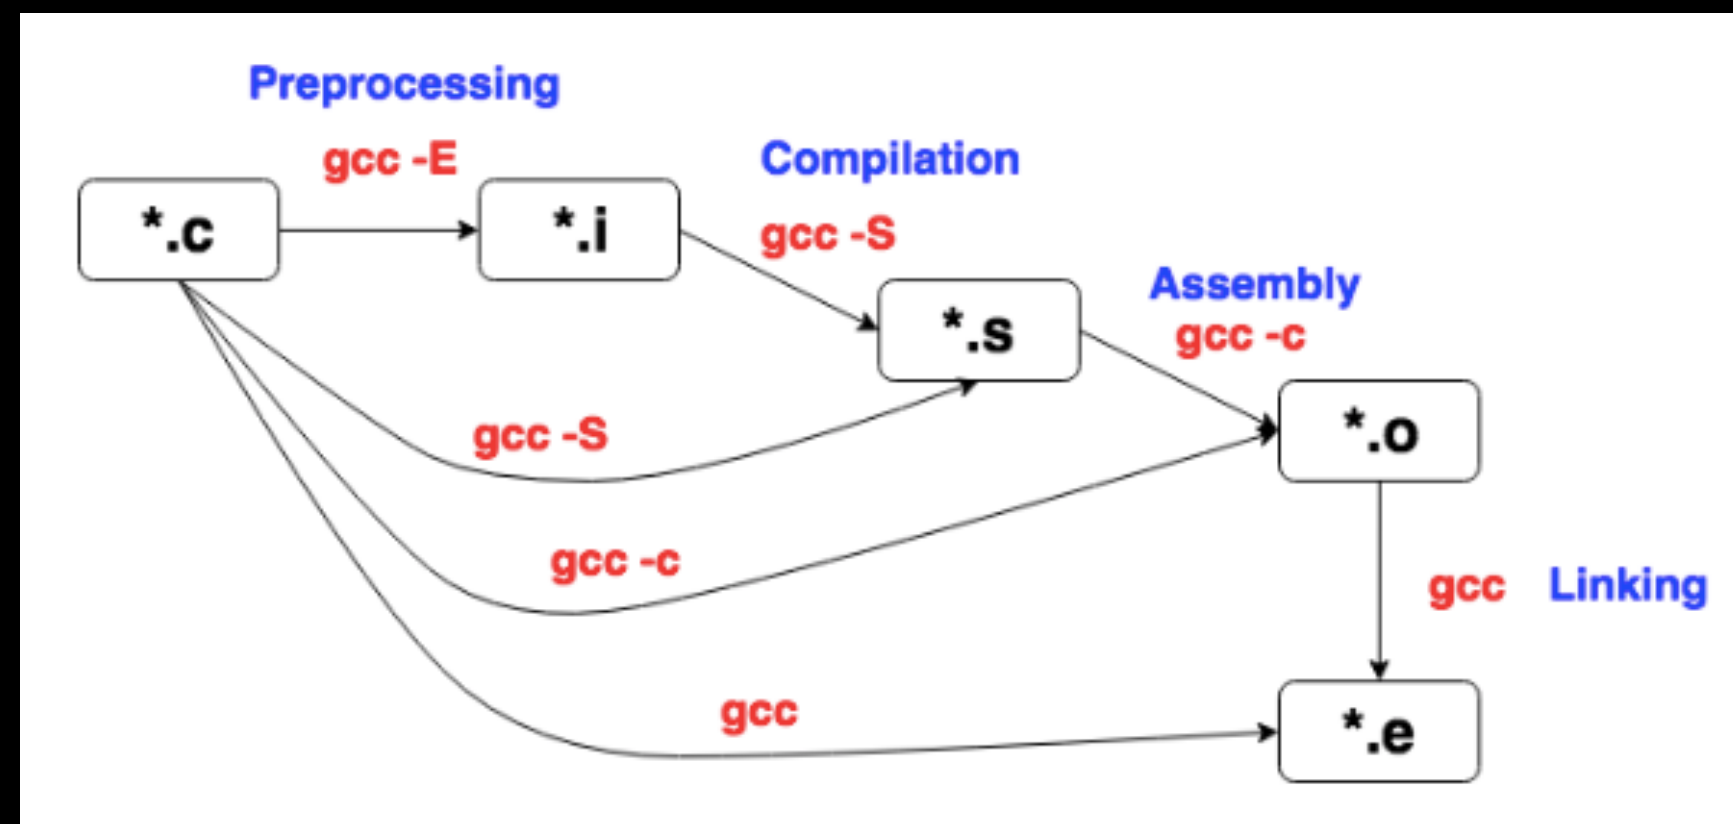 Preprocessing
gcc -E
Compilation
*.c
*.i
gcc -S
Assembly
*.s
gcc -c
gcc -S
*.o
gcc -c
gcc
Linking
gcc
*.e